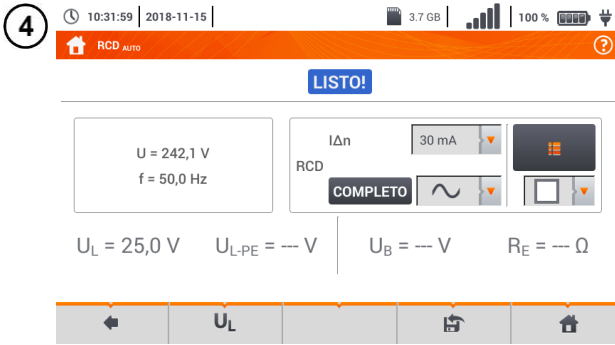 4
10:31:59 2018-11-15 3.7 GB 100 %
RCD AUTO ?
LISTO!
U = 242,1 V
f = 50,0 Hz
IΔn 30 mA
RCD
COMPLETO
UL = 25,0 V UL-PE = --- V UB = --- V RE = --- Ω
UL